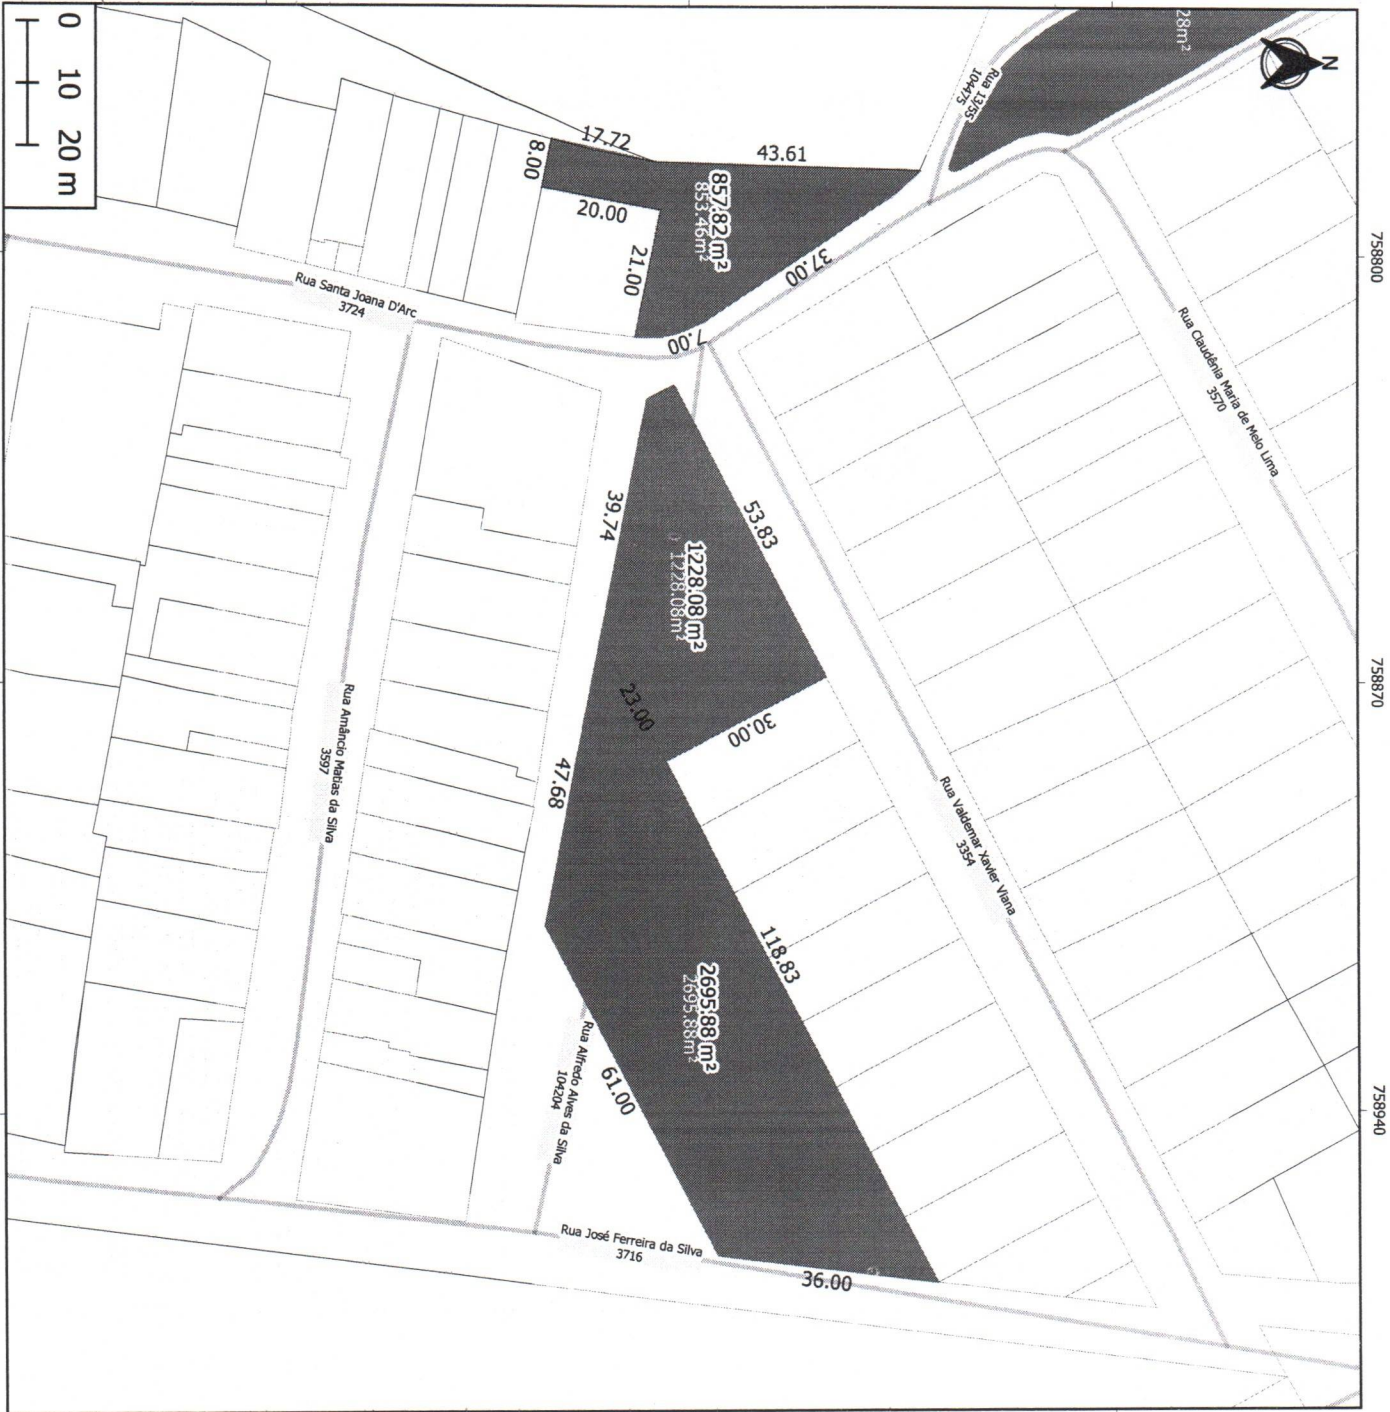 N
758800
758870
758940
28m²
Rua 13/55
104475
43.61
17.72
8.00
20.00
21.00
857.82 m²
853.46m²
37.00
7.00
Rua Claudênia Maria de Melo Lima
3570
Rua Santa Joana D'Arc
3724
53.83
39.74
1228.08 m²
1228.08m²
23.00
30.00
47.68
Rua Amâncio Matias da Silva
3597
Rua Valdemar Xavier Viana
3354
118.83
2695.88 m²
2695.88m²
61.00
Rua Alfredo Alves da Silva
104204
Rua José Ferreira da Silva
3716
36.00
0 10 20 m